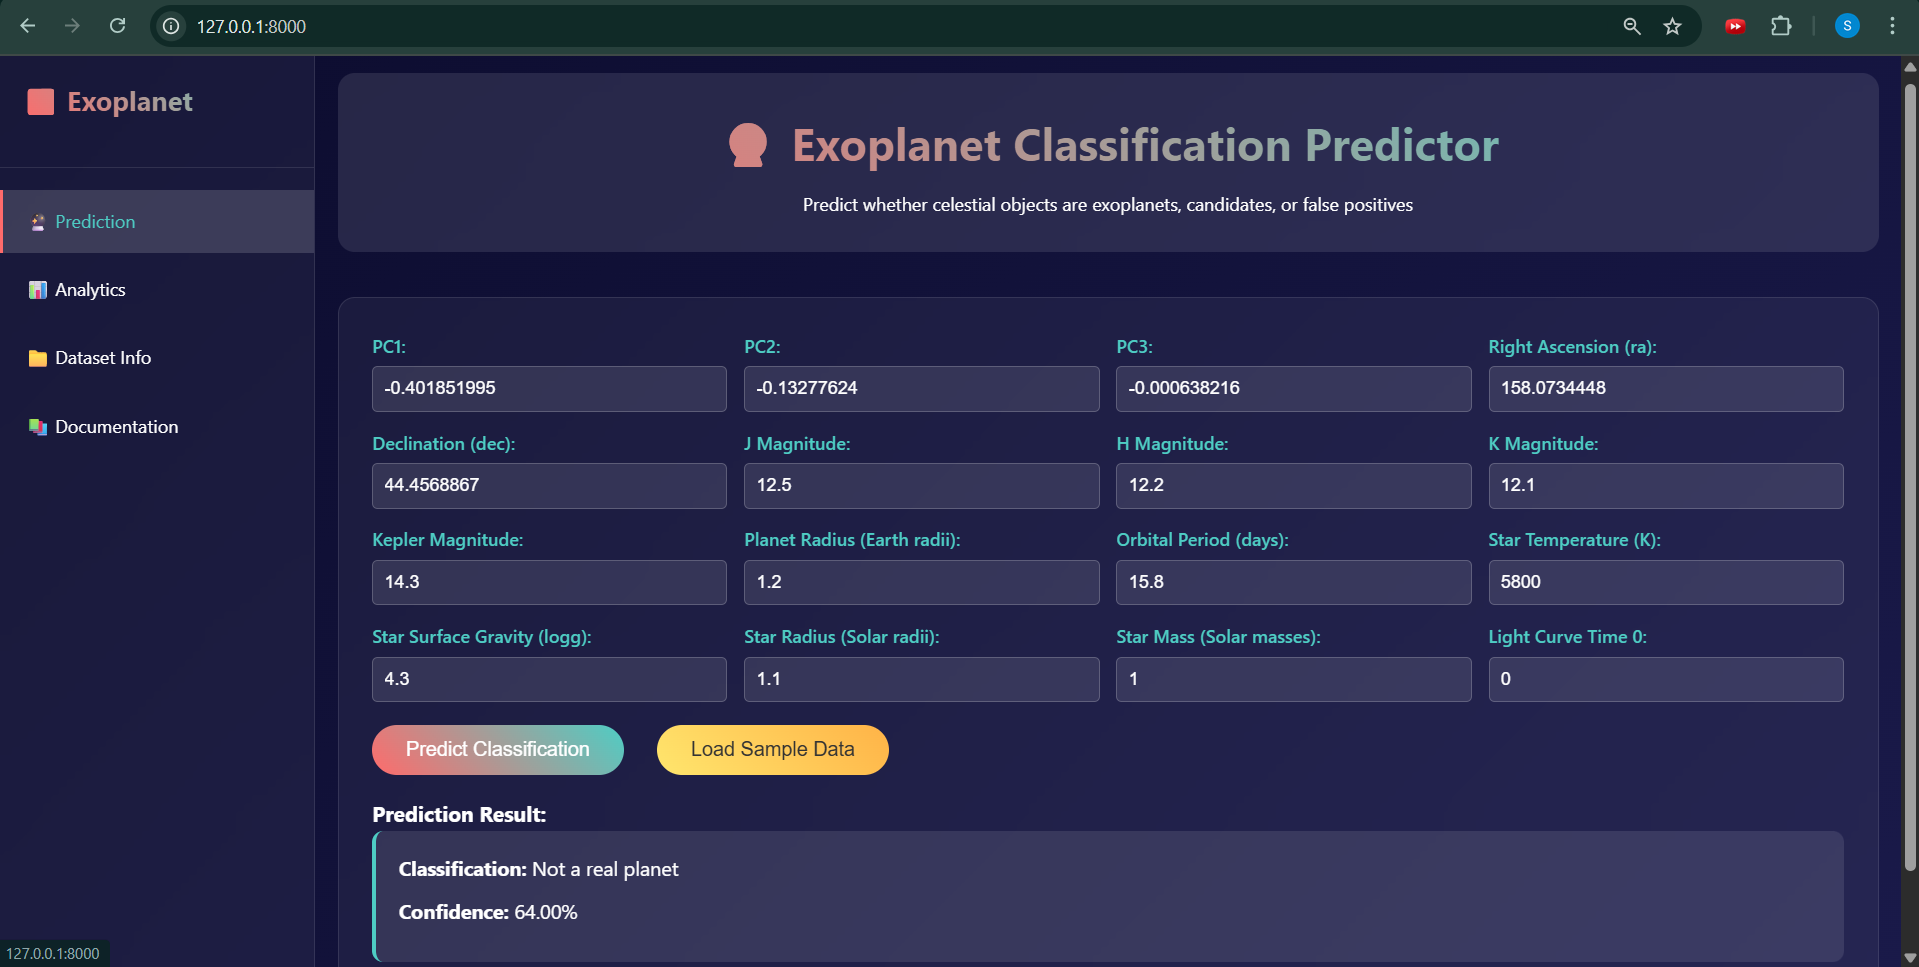 127.0.0.1:8000
S
Exoplanet
Prediction
Analytics
Dataset Info
Documentation
Exoplanet Classification Predictor
Predict whether celestial objects are exoplanets, candidates, or false positives
PC1: PC2: PC3: Right Ascension (ra):
-0.401851995 -0.13277624 -0.000638216 158.0734448
Declination (dec): J Magnitude: H Magnitude: K Magnitude:
44.4568867 12.5 12.2 12.1
Kepler Magnitude: Planet Radius (Earth radii): Orbital Period (days): Star Temperature (K):
14.3 1.2 15.8 5800
Star Surface Gravity (logg): Star Radius (Solar radii): Star Mass (Solar masses): Light Curve Time 0:
4.3 1.1 1 0
Predict Classification Load Sample Data
Prediction Result:
Classification: Not a real planet
Confidence: 64.00%
127.0.0.1:8000